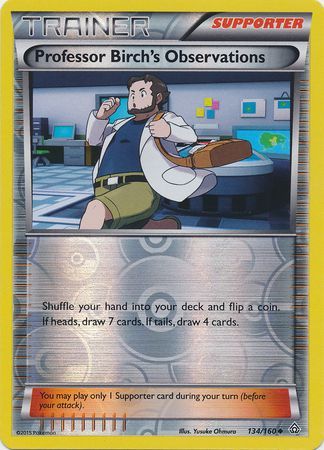 TRAINER
SUPPORTER
Professor Birch's Observations
Shuffle your hand into your deck and flip a coin.
If heads, draw 7 cards. If tails, draw 4 cards.
You may play only 1 Supporter card during your turn (before
your attack).
©2015 Pokémon
Illus. Yusuke Ohmura
134/160